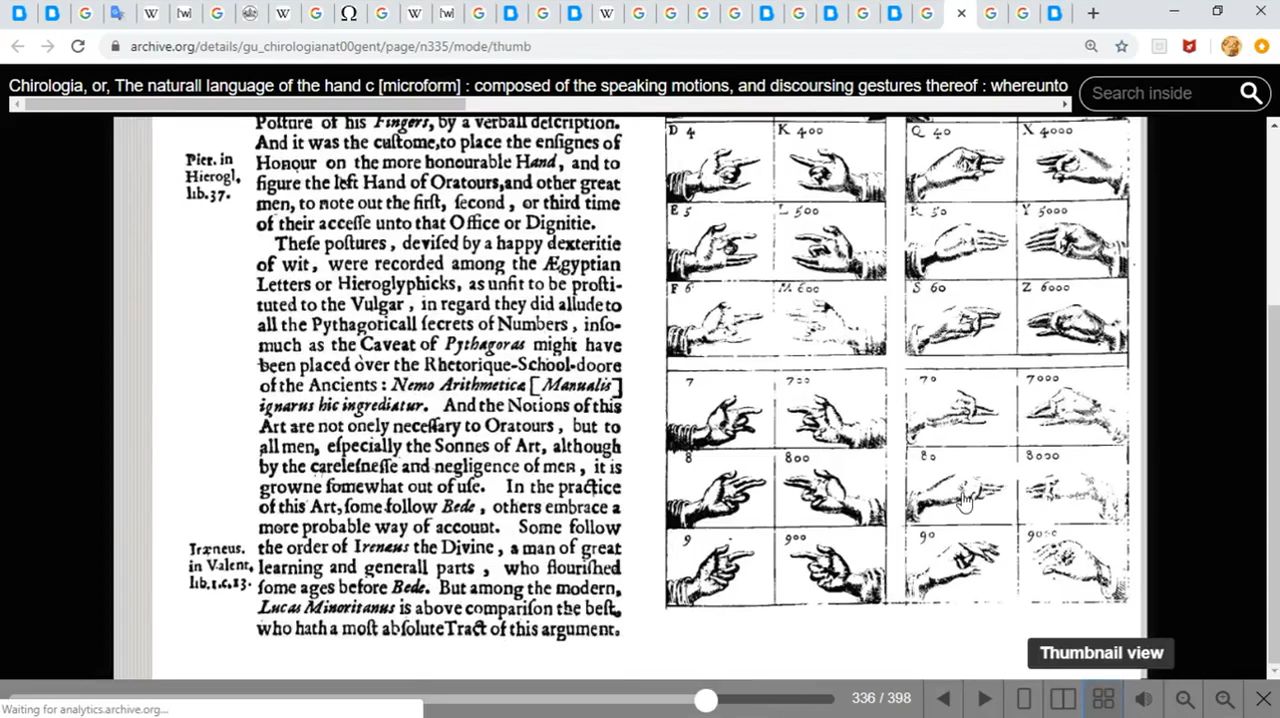 archive.org/details/gu_chirologianat00gent/page/n335/mode/thumb
Chirologia, or, The naturall language of the hand c [microform] : composed of the speaking motions, and discoursing gestures thereof : whereunto
Search inside
Poſture of his Fingers, by a verball deſcription.
And it was the cuſtome, to place the enſignes of
Honour on the more honourable Hand, and to
figure the left Hand of Oratours, and other great
men, to note out the firſt, ſecond, or third time
of their acceſſe unto that Office or Dignitie.
Pier. in
Hierogl,
lib.37.
Theſe poſtures, deviſed by a happy dexteritie
of wit, were recorded among the Ægyptian
Letters or Hieroglyphicks, as unfit to be proſti-
tuted to the Vulgar, in regard they did allude to
all the Pythagoricall ſecrets of Numbers, inſo-
much as the Caveat of Pythagoras might have
been placed over the Rhetorique-School-doore
of the Ancients : Nemo Arithmetica [Manualis]
ignarus hic ingrediatur. And the Notions of this
Art are not onely neceſſary to Oratours, but to
all men, eſpecially the Sonnes of Art, although
by the careleſneſſe and negligence of men, it is
growne ſomewhat out of uſe. In the practice
of this Art, ſome follow Bede, others embrace a
more probable way of account. Some follow
the order of Ireneus the Divine, a man of great
learning and generall parts, who flouriſhed
ſome ages before Bede. But among the modern,
Lucas Minoritanus is above compariſon the beſt,
who hath a moſt abſolute Tract of this argument.
in Valent,
lib.1.c.13.
D 4 K 400 Q 40 X 4000
E 5 L 500 R 50 Y 5000
F 6 M 600 S 60 Z 6000
7 700 70 7000
8 800 80 8000
9 900 90 9000
Thumbnail view
336 / 398
Waiting for analytics.archive.org...